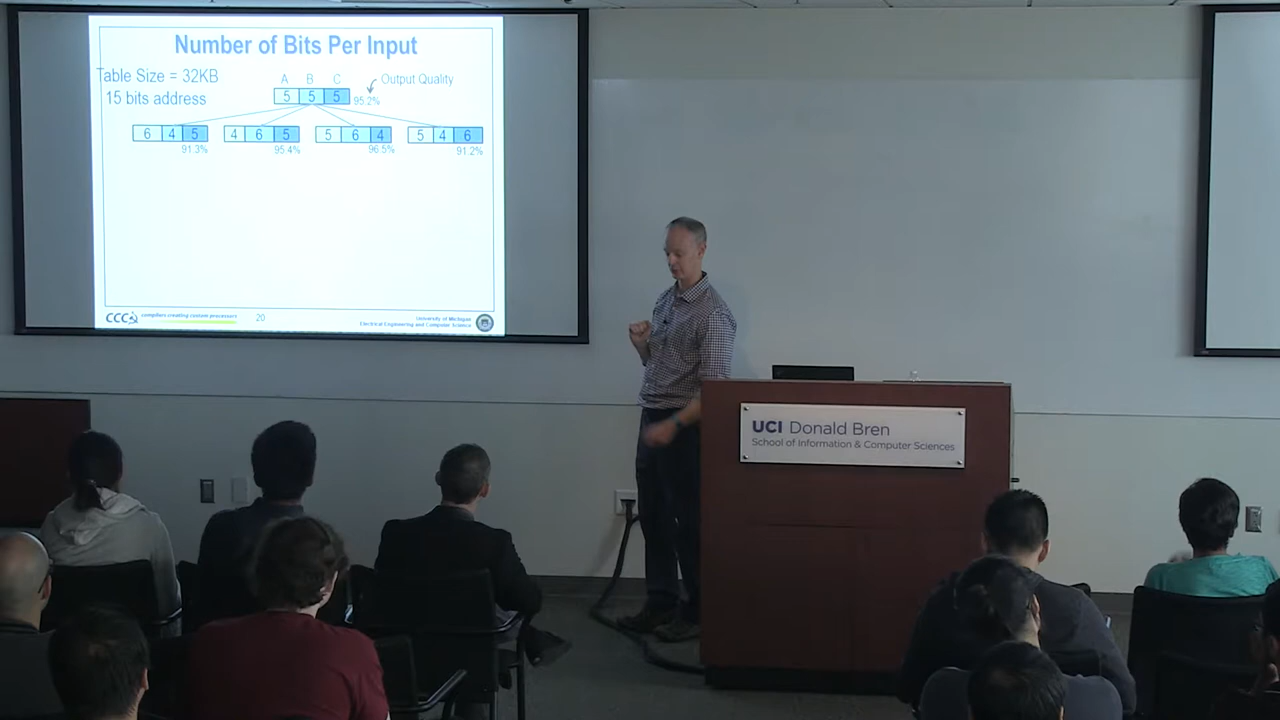 Number of Bits Per Input
Table Size = 32KB
15 bits address
A B C
Output Quality
5 5 5
95.2%
6 4 5
4 6 5
5 6 4
5 4 6
91.3%
95.4%
96.5%
91.2%
CCC
compilers creating custom processors
20
University of Michigan
Electrical Engineering and Computer Science
UCI Donald Bren
School of Information & Computer Sciences